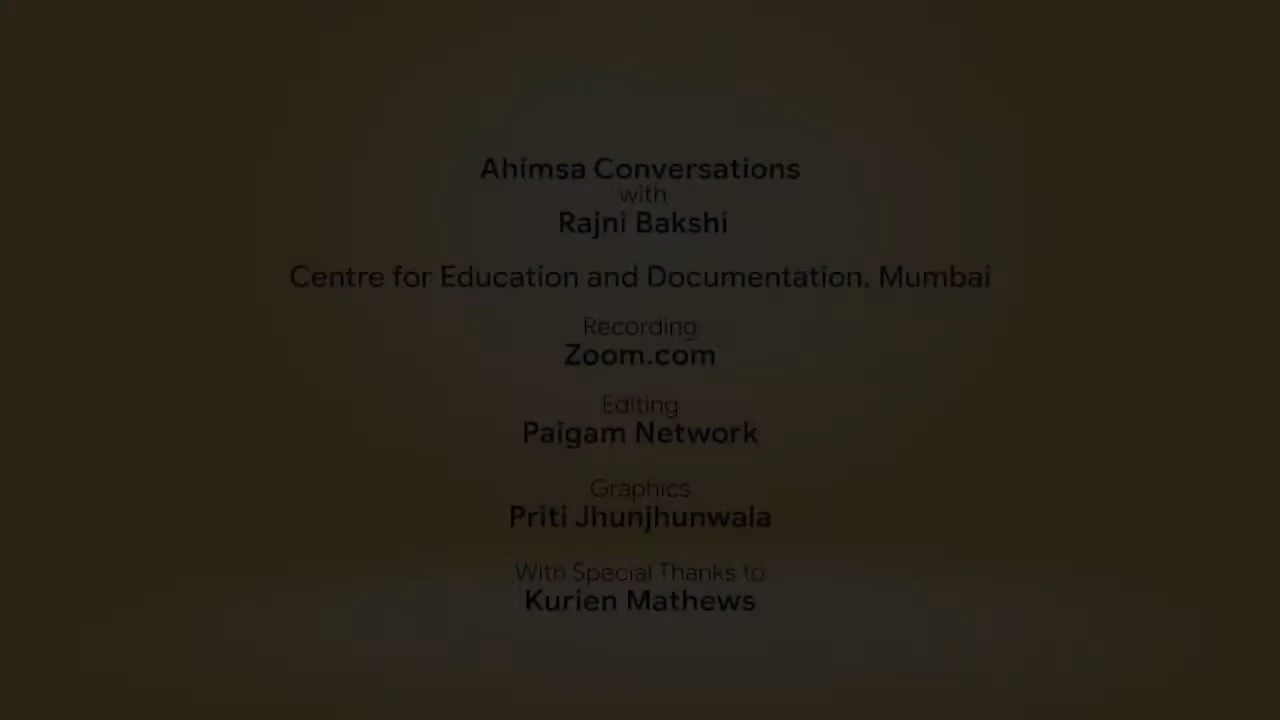 Ahimsa Conversations
with
Rajni Bakshi
Centre for Education and Documentation, Mumbai
Recording
Zoom.com
Editing
Paigam Network
Graphics
Priti Jhunjhunwala
With Special Thanks to
Kurien Mathews